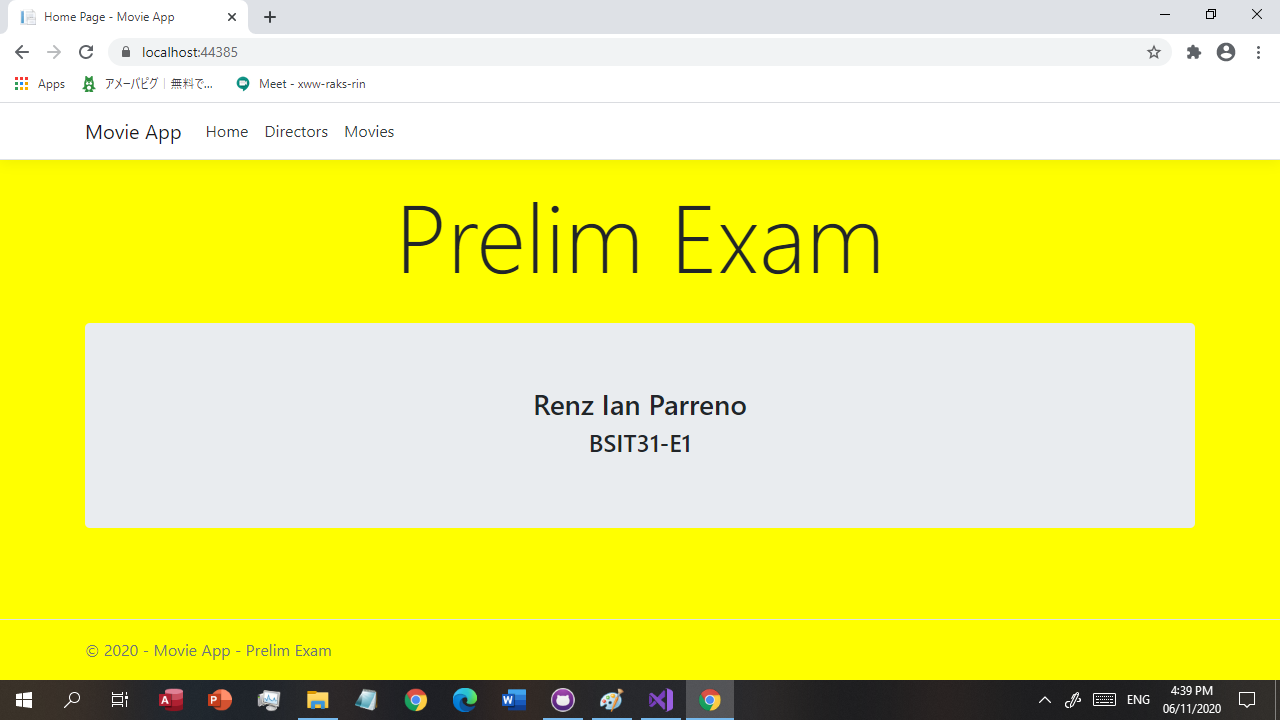 Home Page - Movie App
localhost:44385
Apps
アメーバピグ｜無料で...
Meet - xww-raks-rin
Movie App
Home
Directors
Movies
Prelim Exam
Renz Ian Parreno
BSIT31-E1
© 2020 - Movie App - Prelim Exam
ENG
4:39 PM
06/11/2020